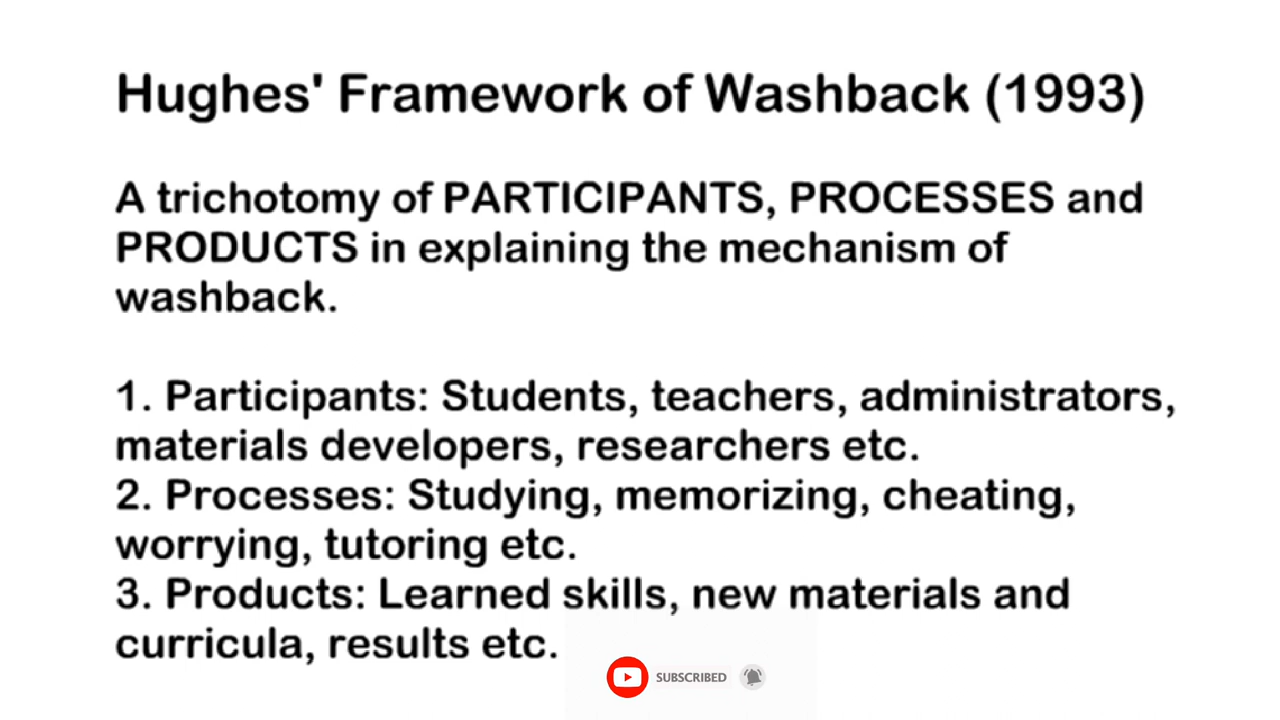 Hughes' Framework of Washback (1993)
A trichotomy of PARTICIPANTS, PROCESSES and
PRODUCTS in explaining the mechanism of
washback.
1. Participants: Students, teachers, administrators,
materials developers, researchers etc.
2. Processes: Studying, memorizing, cheating,
worrying, tutoring etc.
3. Products: Learned skills, new materials and
curricula, results etc.
SUBSCRIBED